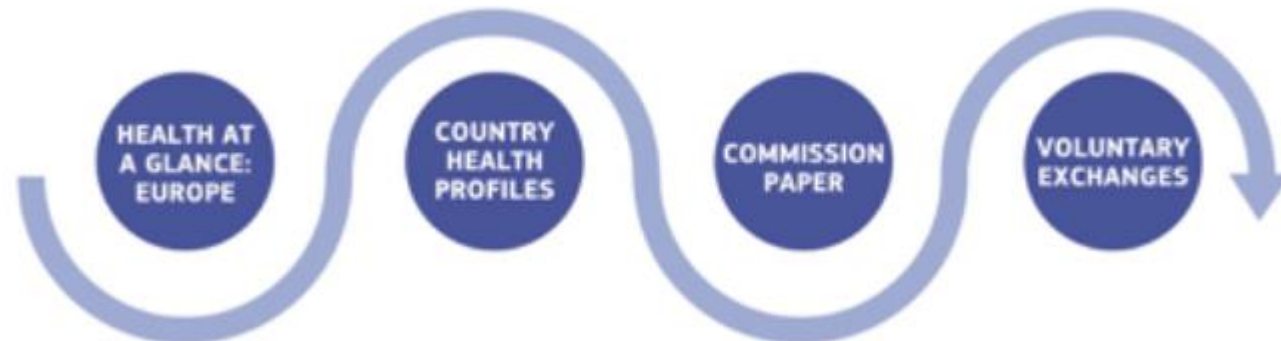 HEALTH AT
A GLANCE:
EUROPE
COUNTRY
HEALTH
PROFILES
COMMISSION
PAPER
VOLUNTARY
EXCHANGES